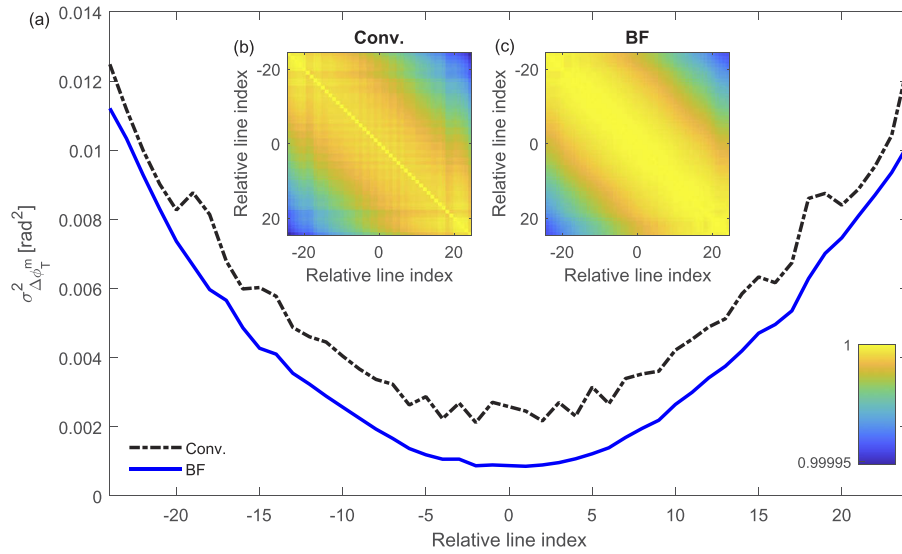 (a)
0.014
0.012
0.01
0.008
0.006
0.004
0.002
0
σ²Δϕ_T^m [rad²]
-20
-15
-10
-5
0
5
10
15
20
Relative line index
Conv.
BF
(b)
Conv.
-20
0
20
Relative line index
-20
0
20
Relative line index
(c)
BF
-20
0
20
Relative line index
-20
0
20
Relative line index
1
0.99995